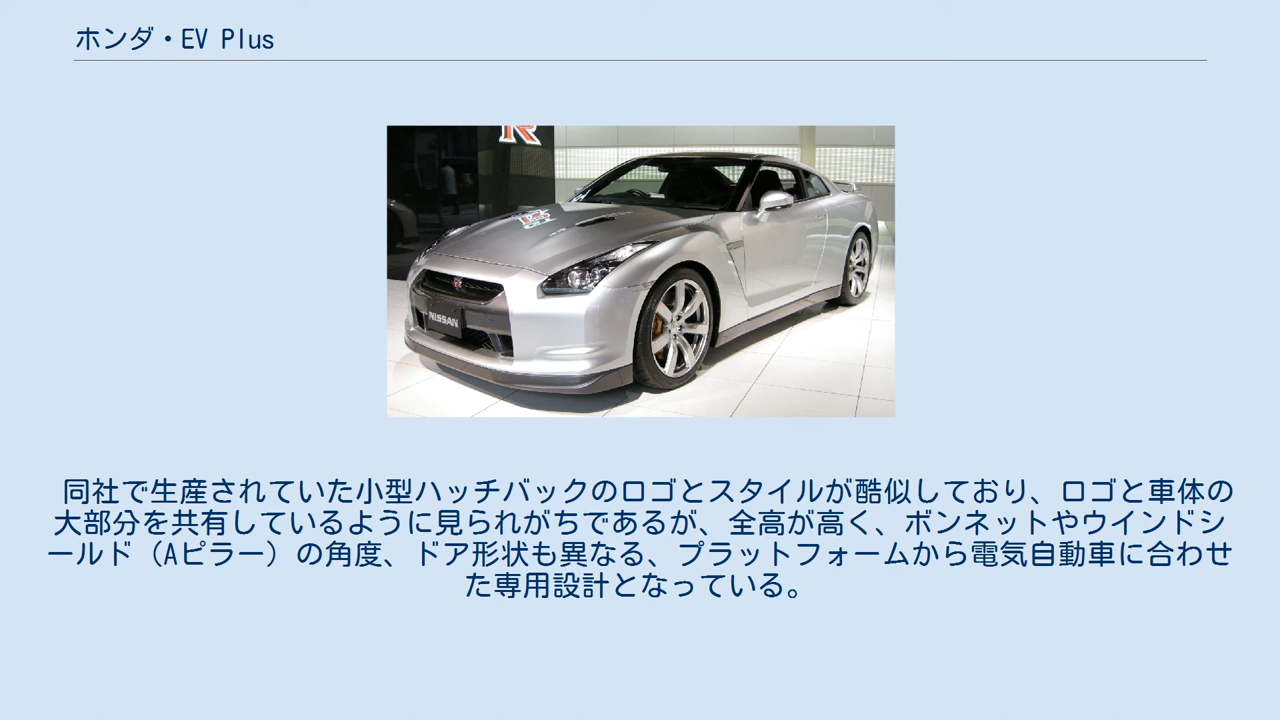 ホンダ・EV Plus
R
NISSAN
同社で生産されていた小型ハッチバックのロゴとスタイルが酷似しており、ロゴと車体の
大部分を共有しているように見られがちであるが、全高が高く、ボンネットやウインドシ
ールド（Aピラー）の角度、ドア形状も異なる、プラットフォームから電気自動車に合わせ
た専用設計となっている。